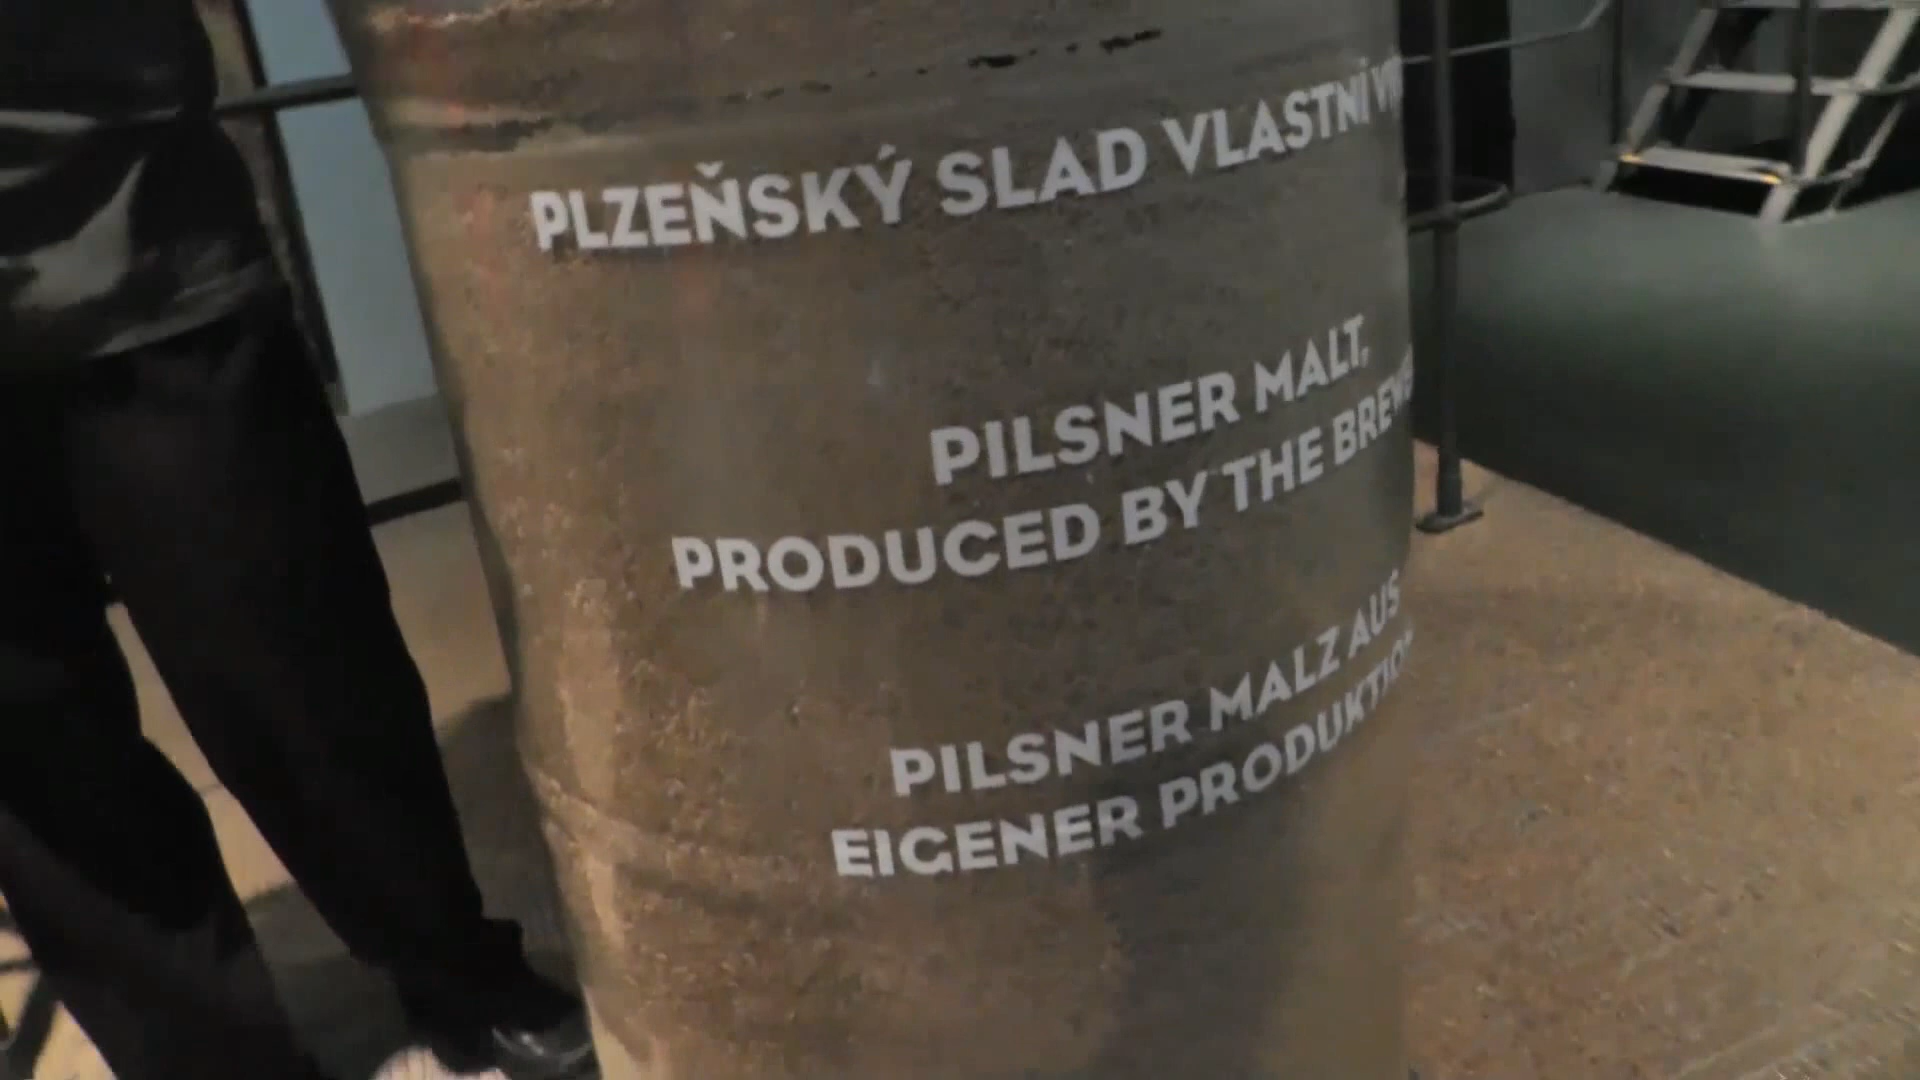 PLZEŇSKÝ SLAD VLASTNÍ
PILSNER MALT,
PRODUCED BY THE
PILSNER MALZ AUS
EIGENER